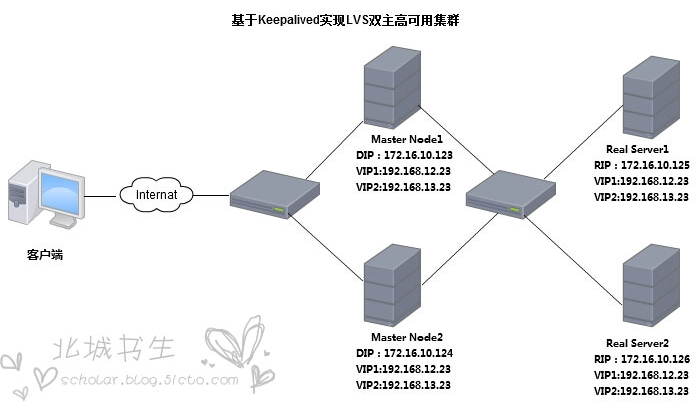 基于Keepalived实现LVS双主高可用集群
Master Node1
DIP：172.16.10.123
VIP1:192.168.12.23
VIP2:192.168.13.23
Real Server1
RIP：172.16.10.125
VIP1:192.168.12.23
VIP2:192.168.13.23
Internat
客户端
Master Node2
DIP：172.16.10.124
VIP1:192.168.12.23
VIP2:192.168.13.23
Real Server2
RIP：172.16.10.126
VIP1:192.168.12.23
VIP2:192.168.13.23
北城书生
scholar.blog.51cto.com